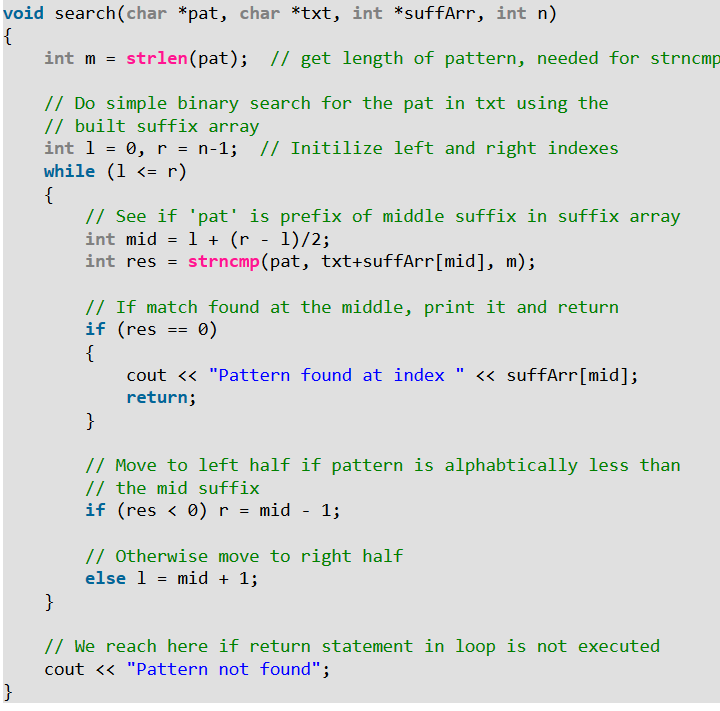 void search(char *pat, char *txt, int *suffArr, int n)
{
    int m = strlen(pat);  // get length of pattern, needed for strncmp

    // Do simple binary search for the pat in txt using the
    // built suffix array
    int l = 0, r = n-1;  // Initilize left and right indexes
    while (l <= r)
    {
        // See if 'pat' is prefix of middle suffix in suffix array
        int mid = l + (r - l)/2;
        int res = strncmp(pat, txt+suffArr[mid], m);

        // If match found at the middle, print it and return
        if (res == 0)
        {
            cout << "Pattern found at index " << suffArr[mid];
            return;
        }

        // Move to left half if pattern is alphabtically less than
        // the mid suffix
        if (res < 0) r = mid - 1;

        // Otherwise move to right half
        else l = mid + 1;
    }

    // We reach here if return statement in loop is not executed
    cout << "Pattern not found";
}